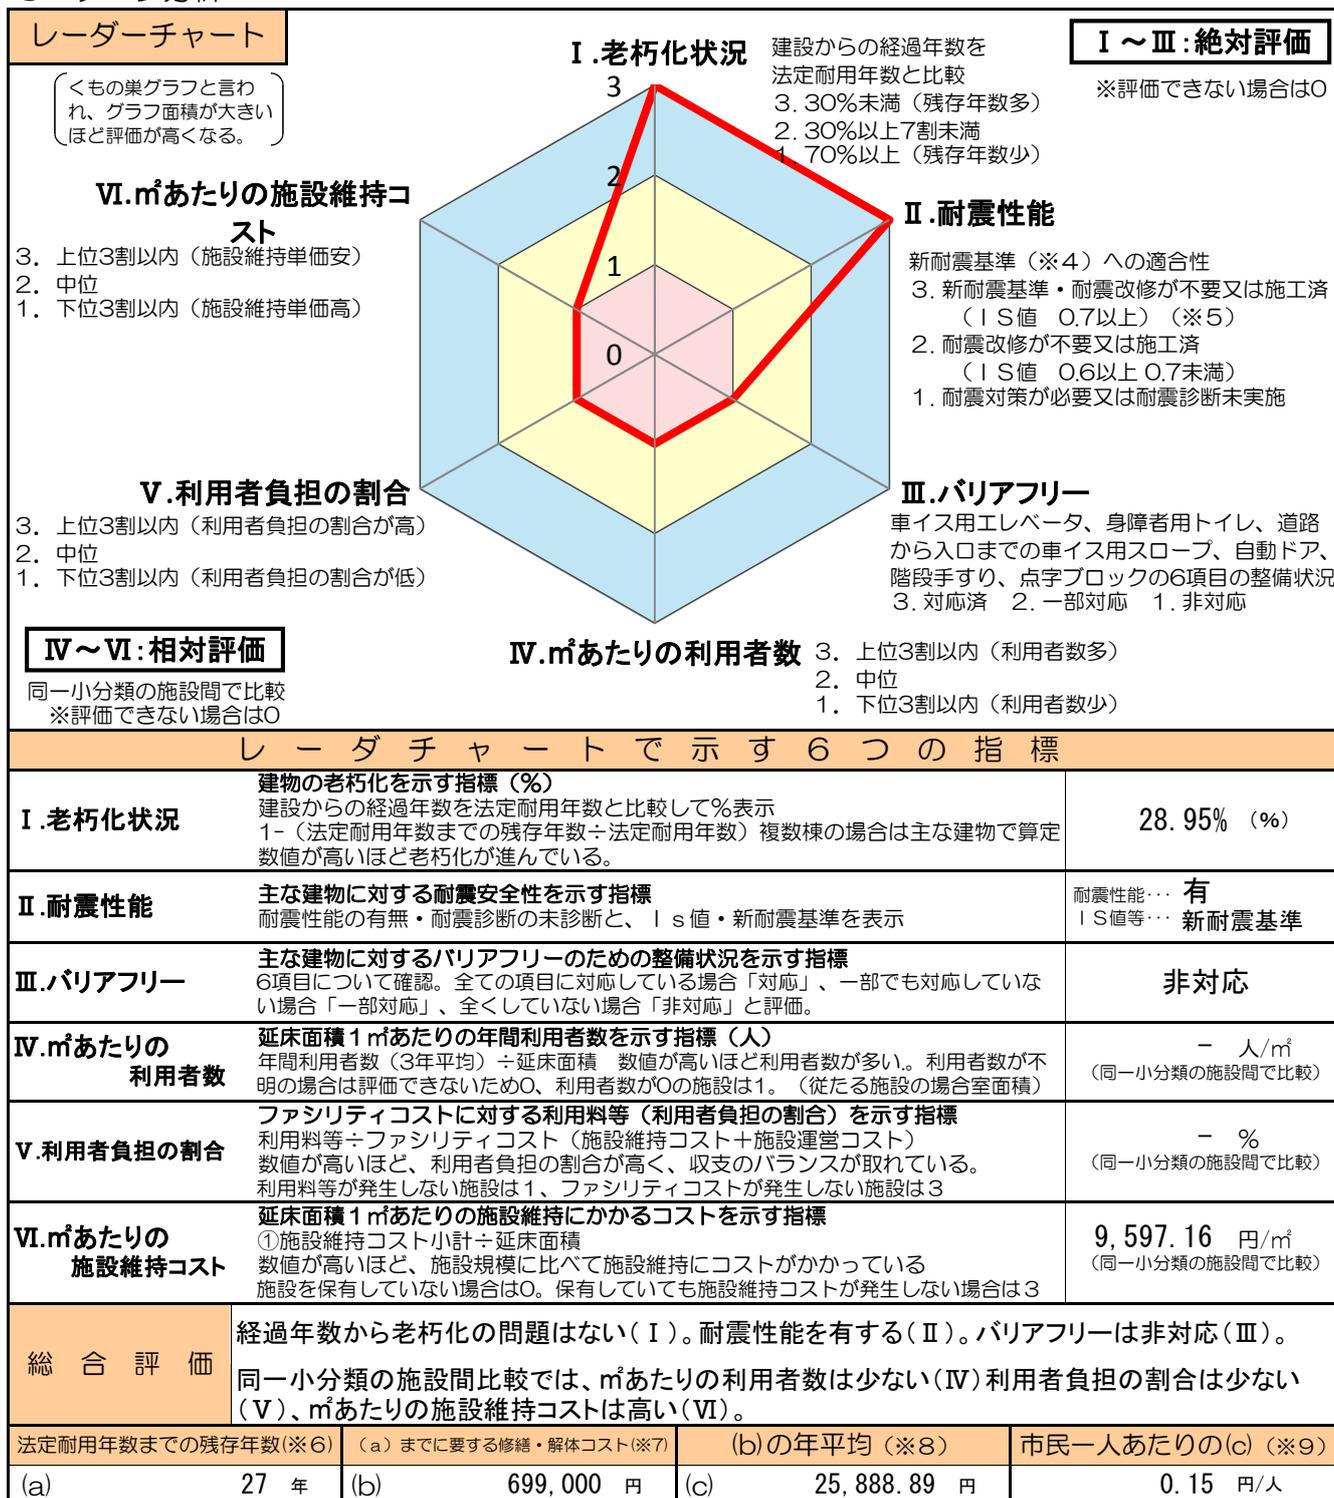 レーダーチャート
くもの巣グラフと言わ
れ、グラフ面積が大きい
ほど評価が高くなる。
Ⅰ.老朽化状況
建設からの経過年数を
法定耐用年数と比較
3. 30%未満（残存年数多）
2. 30%以上7割未満
1. 70%以上（残存年数少）
Ⅰ～Ⅲ:絶対評価
※評価できない場合は0
3
2
1
0
Ⅵ.㎡あたりの施設維持コ
スト
3. 上位3割以内（施設維持単価安）
2. 中位
1. 下位3割以内（施設維持単価高）
Ⅱ.耐震性能
新耐震基準（※4）への適合性
3. 新耐震基準・耐震改修が不要又は施工済
（ＩＳ値　0.7以上）（※5）
2. 耐震改修が不要又は施工済
（ＩＳ値　0.6以上 0.7未満）
1. 耐震対策が必要又は耐震診断未実施
Ⅴ.利用者負担の割合
3. 上位3割以内（利用者負担の割合が高）
2. 中位
1. 下位3割以内（利用者負担の割合が低）
Ⅲ.バリアフリー
車イス用エレベータ、身障者用トイレ、道路
から入口までの車イス用スロープ、自動ドア、
階段手すり、点字ブロックの6項目の整備状況
3. 対応済　2. 一部対応　1. 非対応
Ⅳ～Ⅵ:相対評価
同一小分類の施設間で比較
※評価できない場合は0
Ⅳ.㎡あたりの利用者数
3. 上位3割以内（利用者数多）
2. 中位
1. 下位3割以内（利用者数少）
レーダチャートで示す６つの指標
Ⅰ.老朽化状況
建物の老朽化を示す指標（%）
建設からの経過年数を法定耐用年数と比較して%表示
1-（法定耐用年数までの残存年数÷法定耐用年数）複数棟の場合は主な建物で算定
数値が高いほど老朽化が進んでいる。
28.95% （%）
Ⅱ.耐震性能
主な建物に対する耐震安全性を示す指標
耐震性能の有無・耐震診断の未診断と、Ｉｓ値・新耐震基準を表示
耐震性能･･･ 有
ＩＳ値等･･･ 新耐震基準
Ⅲ.バリアフリー
主な建物に対するバリアフリーのための整備状況を示す指標
6項目について確認。全ての項目に対応している場合「対応」、一部でも対応していな
い場合「一部対応」、全くしていない場合「非対応」と評価。
非対応
Ⅳ.㎡あたりの
利用者数
延床面積１㎡あたりの年間利用者数を示す指標（人）
年間利用者数（3年平均）÷延床面積　数値が高いほど利用者数が多い。利用者数が不
明の場合は評価できないため0、利用者数が0の施設は1。（従たる施設の場合室面積）
－ 人/㎡
（同一小分類の施設間で比較）
Ⅴ.利用者負担の割合
ファシリティコストに対する利用料等（利用者負担の割合）を示す指標
利用料等÷ファシリティコスト（施設維持コスト＋施設運営コスト）
数値が高いほど、利用者負担の割合が高く、収支のバランスが取れている。
利用料等が発生しない施設は１、ファシリティコストが発生しない施設は３
－ %
（同一小分類の施設間で比較）
Ⅵ.㎡あたりの
施設維持コスト
延床面積１㎡あたりの施設維持にかかるコストを示す指標
①施設維持コスト小計÷延床面積
数値が高いほど、施設規模に比べて施設維持にコストがかかっている
施設を保有していない場合は0。保有していても施設維持コストが発生しない場合は３
9,597.16 円/㎡
（同一小分類の施設間で比較）
総合評価
経過年数から老朽化の問題はない(Ⅰ)。耐震性能を有する(Ⅱ)。バリアフリーは非対応(Ⅲ)。
同一小分類の施設間比較では、㎡あたりの利用者数は少ない(Ⅳ)利用者負担の割合は少ない
(Ⅴ)、㎡あたりの施設維持コストは高い(Ⅵ)。
法定耐用年数までの残存年数(※6)
（a）までに要する修繕・解体コスト(※7)
(b)の年平均（※8）
市民一人あたりの(c)（※9）
(a) 27 年
(b) 699,000 円
(c) 25,888.89 円
0.15 円/人